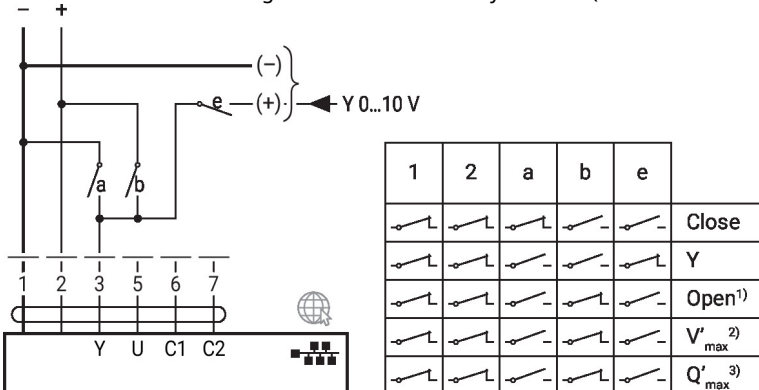 – +
(–)
e (+) Y 0...10 V
a b
1 2 3 5 6 7
Y U C1 C2
1 2 a b e
Close
Y
Open1)
V'max 2)
Q'max 3)